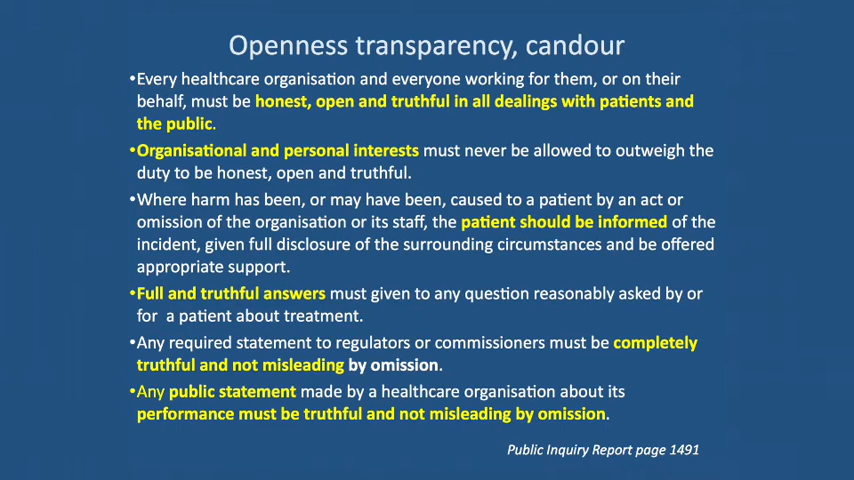 Openness transparency, candour
•Every healthcare organisation and everyone working for them, or on their
behalf, must be honest, open and truthful in all dealings with patients and
the public.
•Organisational and personal interests must never be allowed to outweigh the
duty to be honest, open and truthful.
•Where harm has been, or may have been, caused to a patient by an act or
omission of the organisation or its staff, the patient should be informed of the
incident, given full disclosure of the surrounding circumstances and be offered
appropriate support.
•Full and truthful answers must given to any question reasonably asked by or
for a patient about treatment.
•Any required statement to regulators or commissioners must be completely
truthful and not misleading by omission.
•Any public statement made by a healthcare organisation about its
performance must be truthful and not misleading by omission.
Public Inquiry Report page 1491